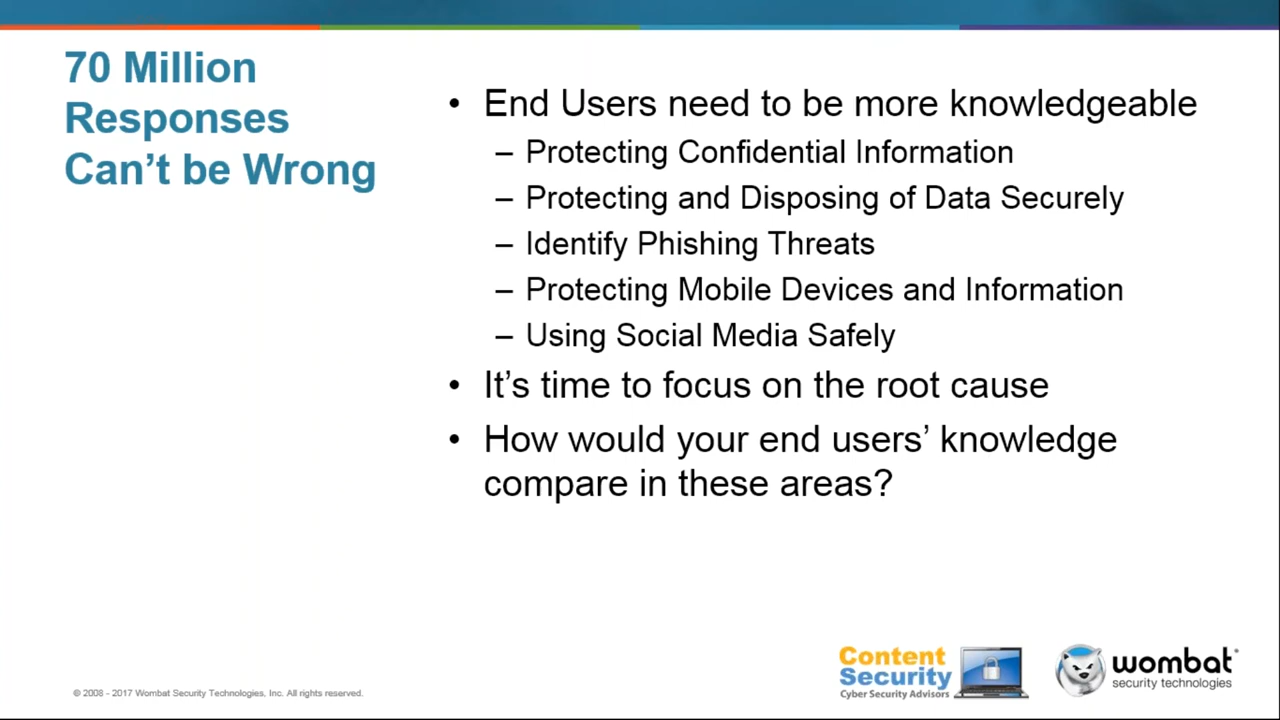 70 Million
Responses
Can't be Wrong
• End Users need to be more knowledgeable
– Protecting Confidential Information
– Protecting and Disposing of Data Securely
– Identify Phishing Threats
– Protecting Mobile Devices and Information
– Using Social Media Safely
• It's time to focus on the root cause
• How would your end users' knowledge
compare in these areas?
© 2008 - 2017 Wombat Security Technologies, Inc. All rights reserved.
Content
Security
Cyber Security Advisors
wombat
security technologies